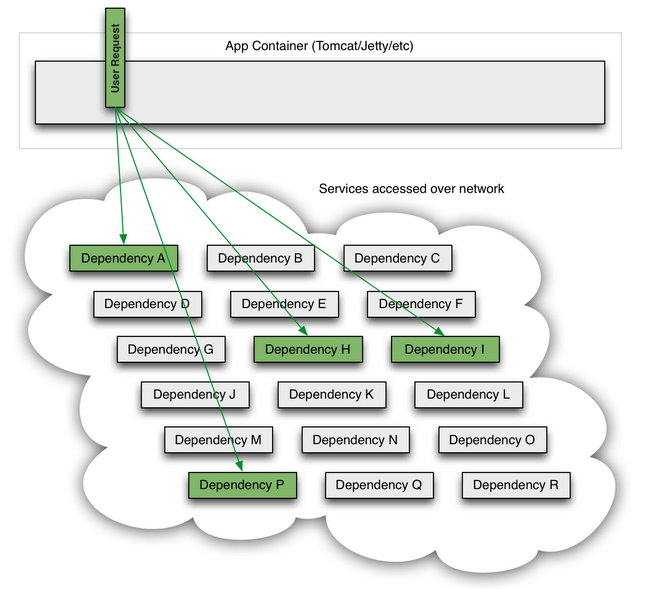 User Request
App Container (Tomcat/Jetty/etc)
Services accessed over network
Dependency A
Dependency B
Dependency C
Dependency D
Dependency E
Dependency F
Dependency G
Dependency H
Dependency I
Dependency J
Dependency K
Dependency L
Dependency M
Dependency N
Dependency O
Dependency P
Dependency Q
Dependency R